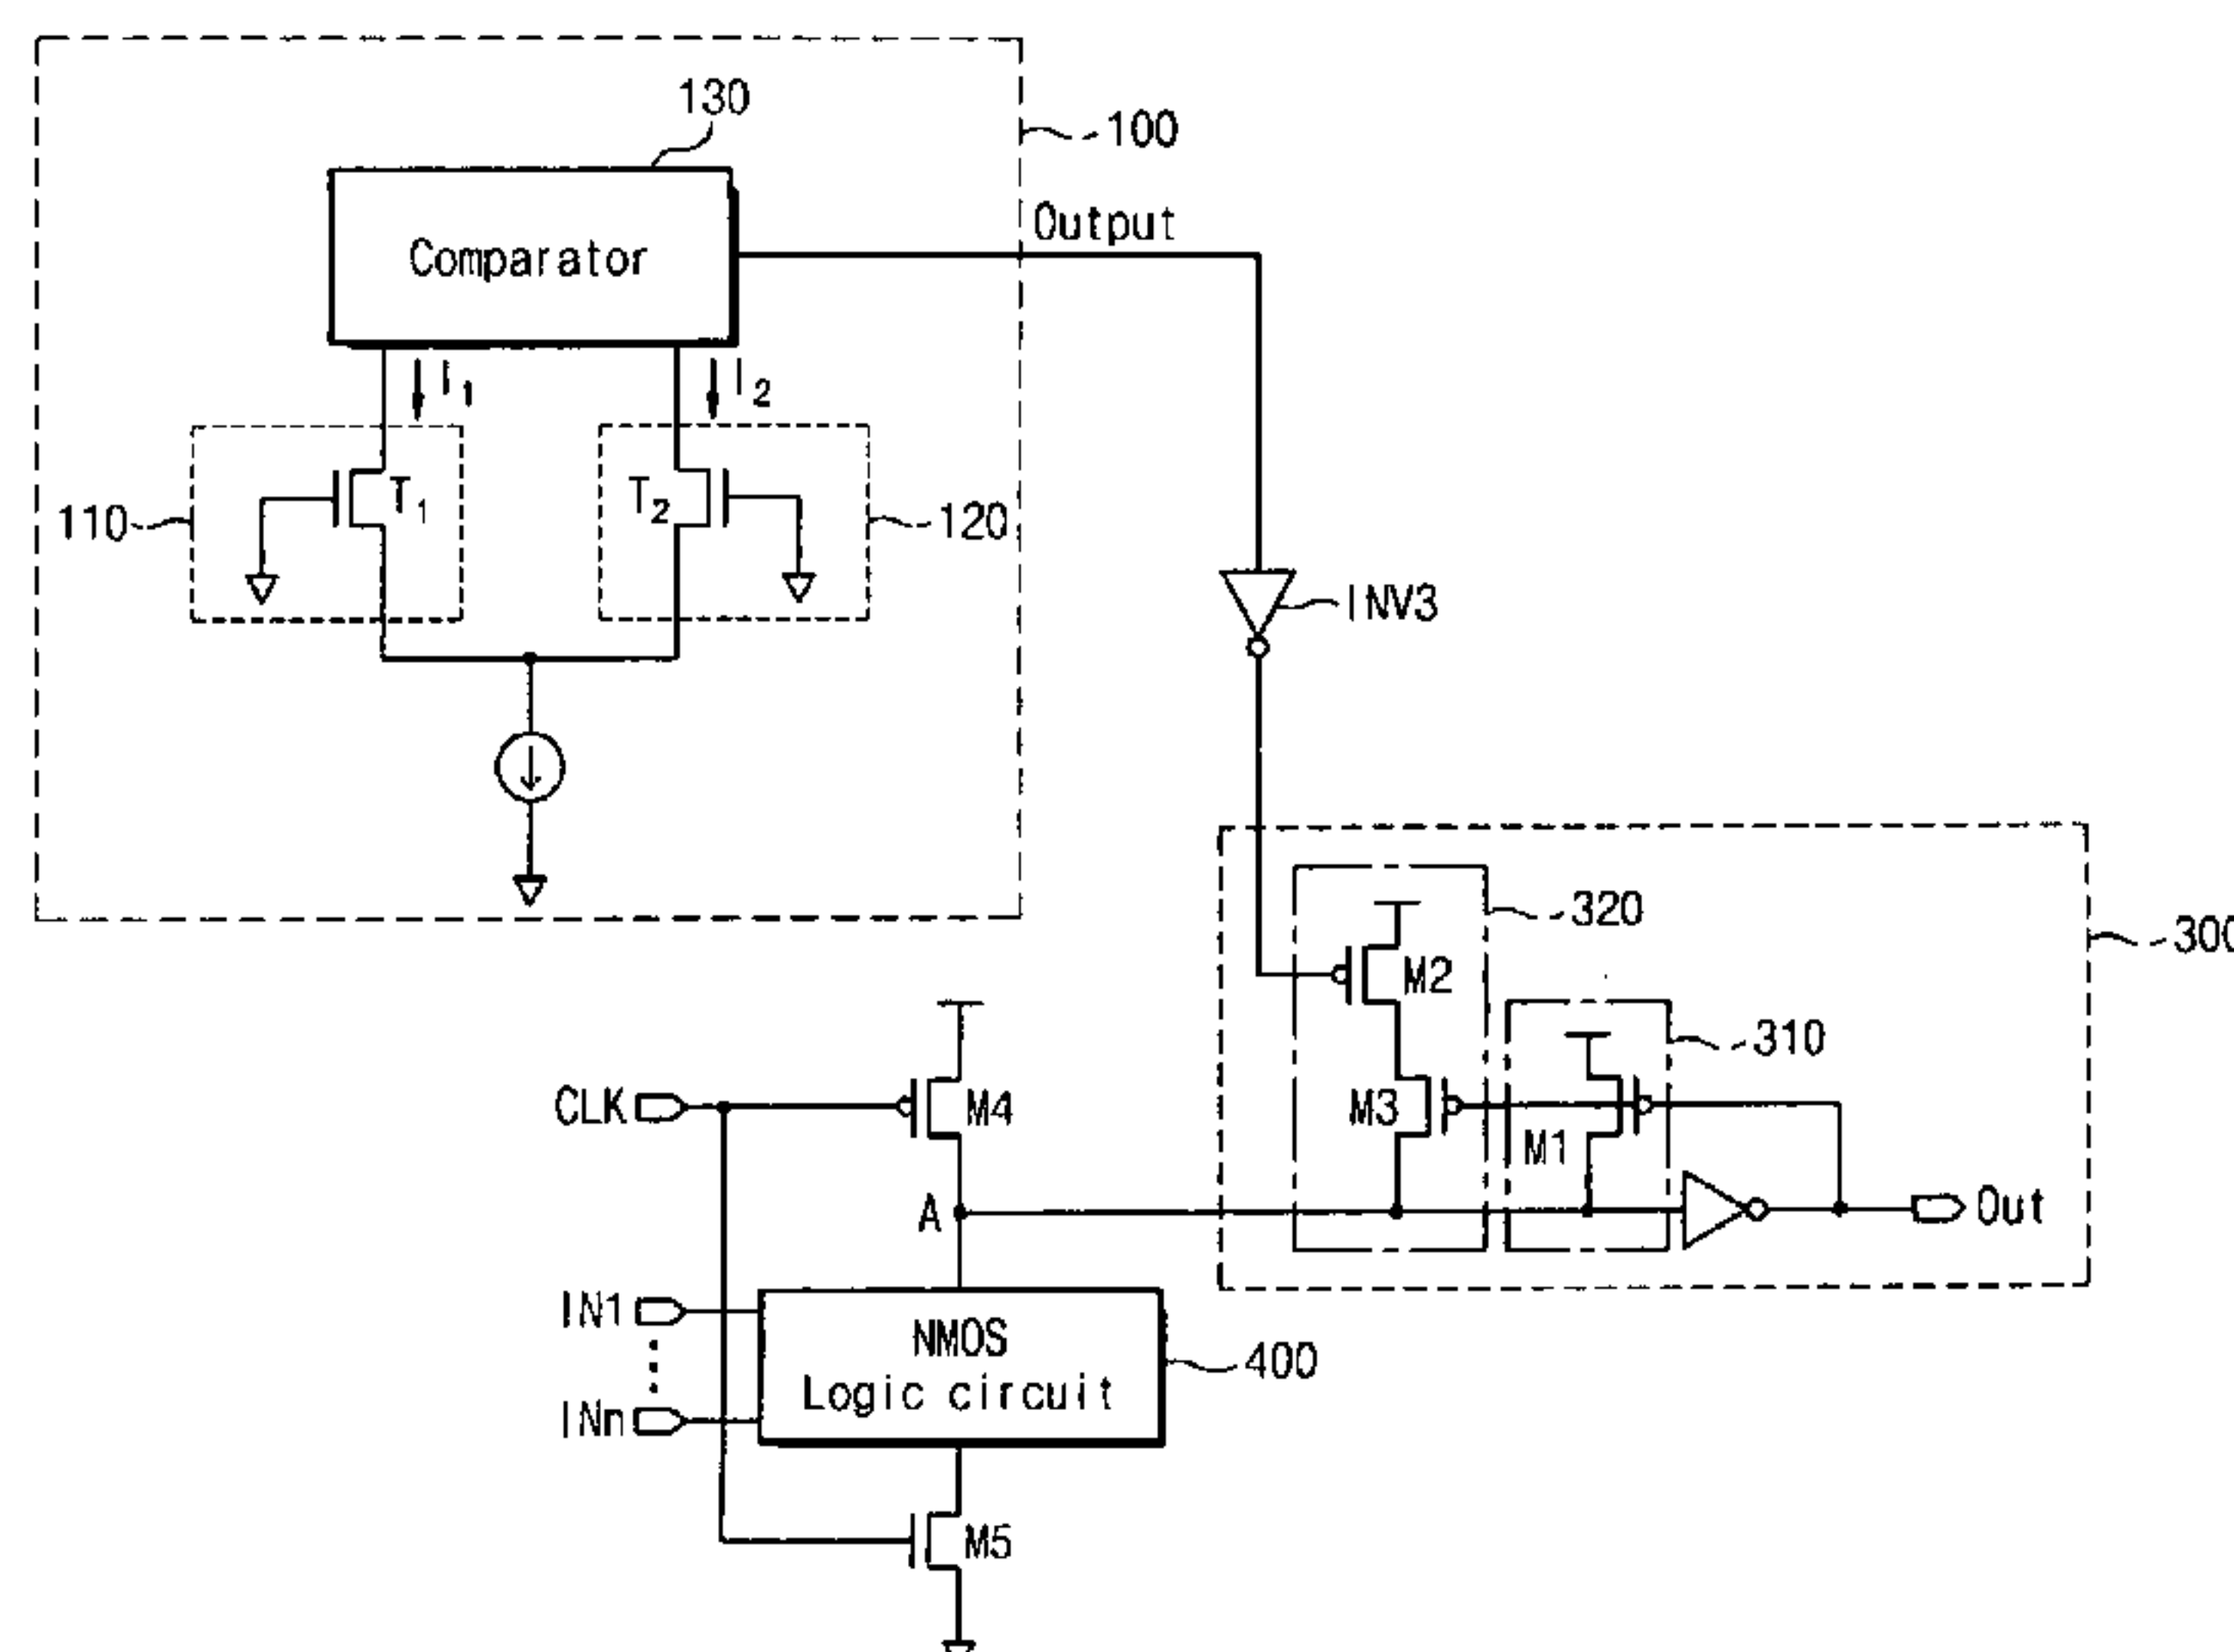 130
100
Output
Comparator
I1
I2
T1
T2
110
120
INV3
320
300
M2
310
CLK
M4
M3
M1
A
Out
IN1
NMOS
Logic circuit
400
INn
M5